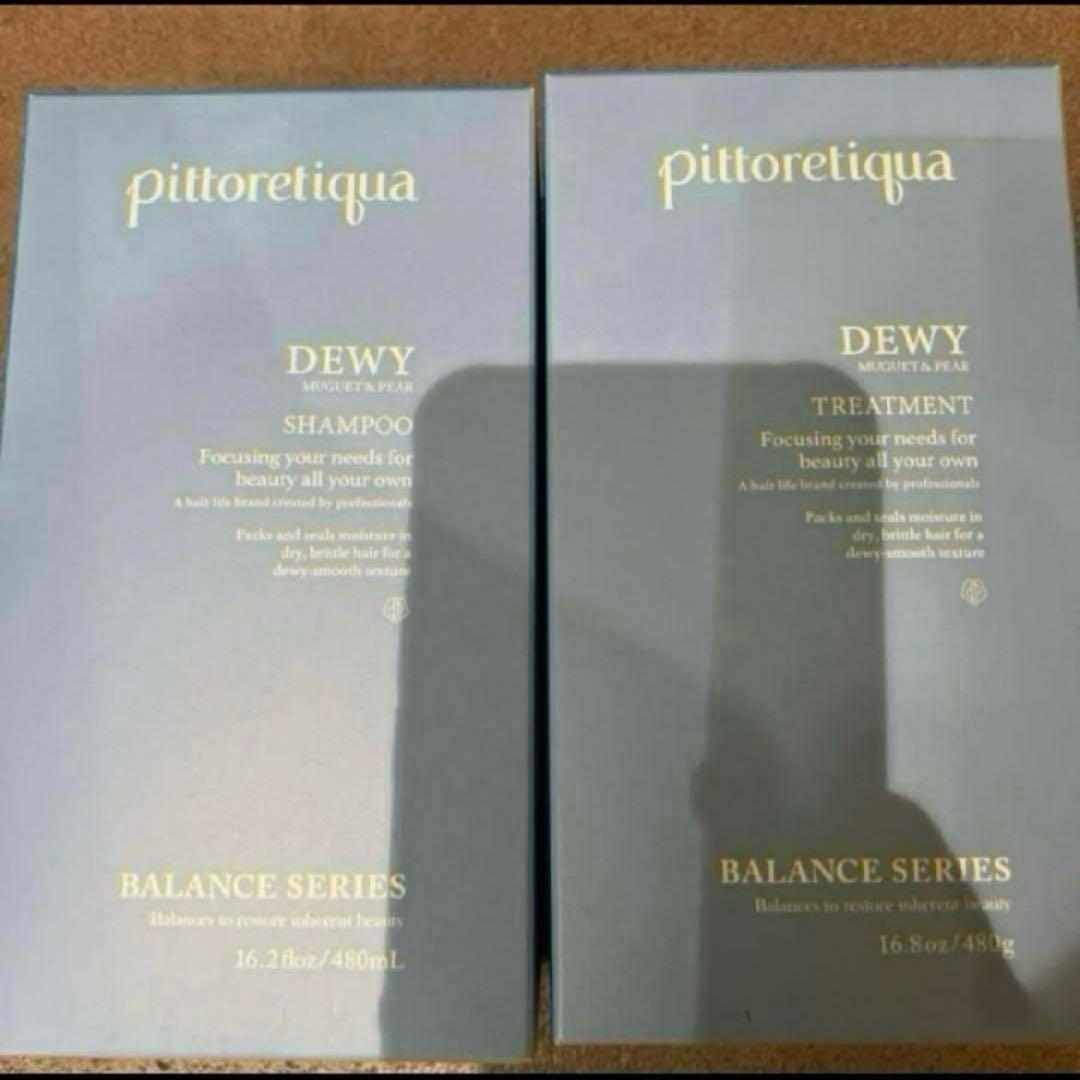 pittoretiqua
DEWY
MUGUET & PEAR
SHAMPOO
Focusing your needs for
beauty all your own
A hair life brand created by professionals
Packs and seals moisture in
dry, brittle hair for a
dewy-smooth texture
BALANCE SERIES
Balances to restore inherent beauty
16.2floz/480mL
pittoretiqua
DEWY
MUGUET & PEAR
TREATMENT
Focusing your needs for
beauty all your own
A hair life brand created by professionals
Packs and seals moisture in
dry, brittle hair for a
dewy-smooth texture
BALANCE SERIES
Balances to restore inherent beauty
16.8oz/480g